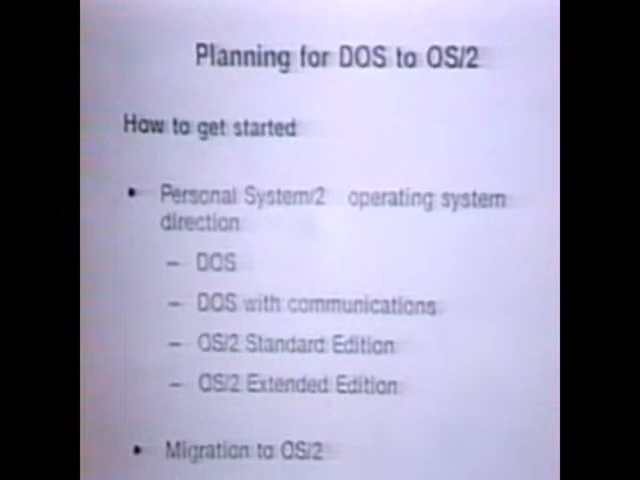 Planning for DOS to OS/2
How to get started
• Personal System/2 operating system
direction
– DOS
– DOS with communications
– OS/2 Standard Edition
– OS/2 Extended Edition
• Migration to OS/2